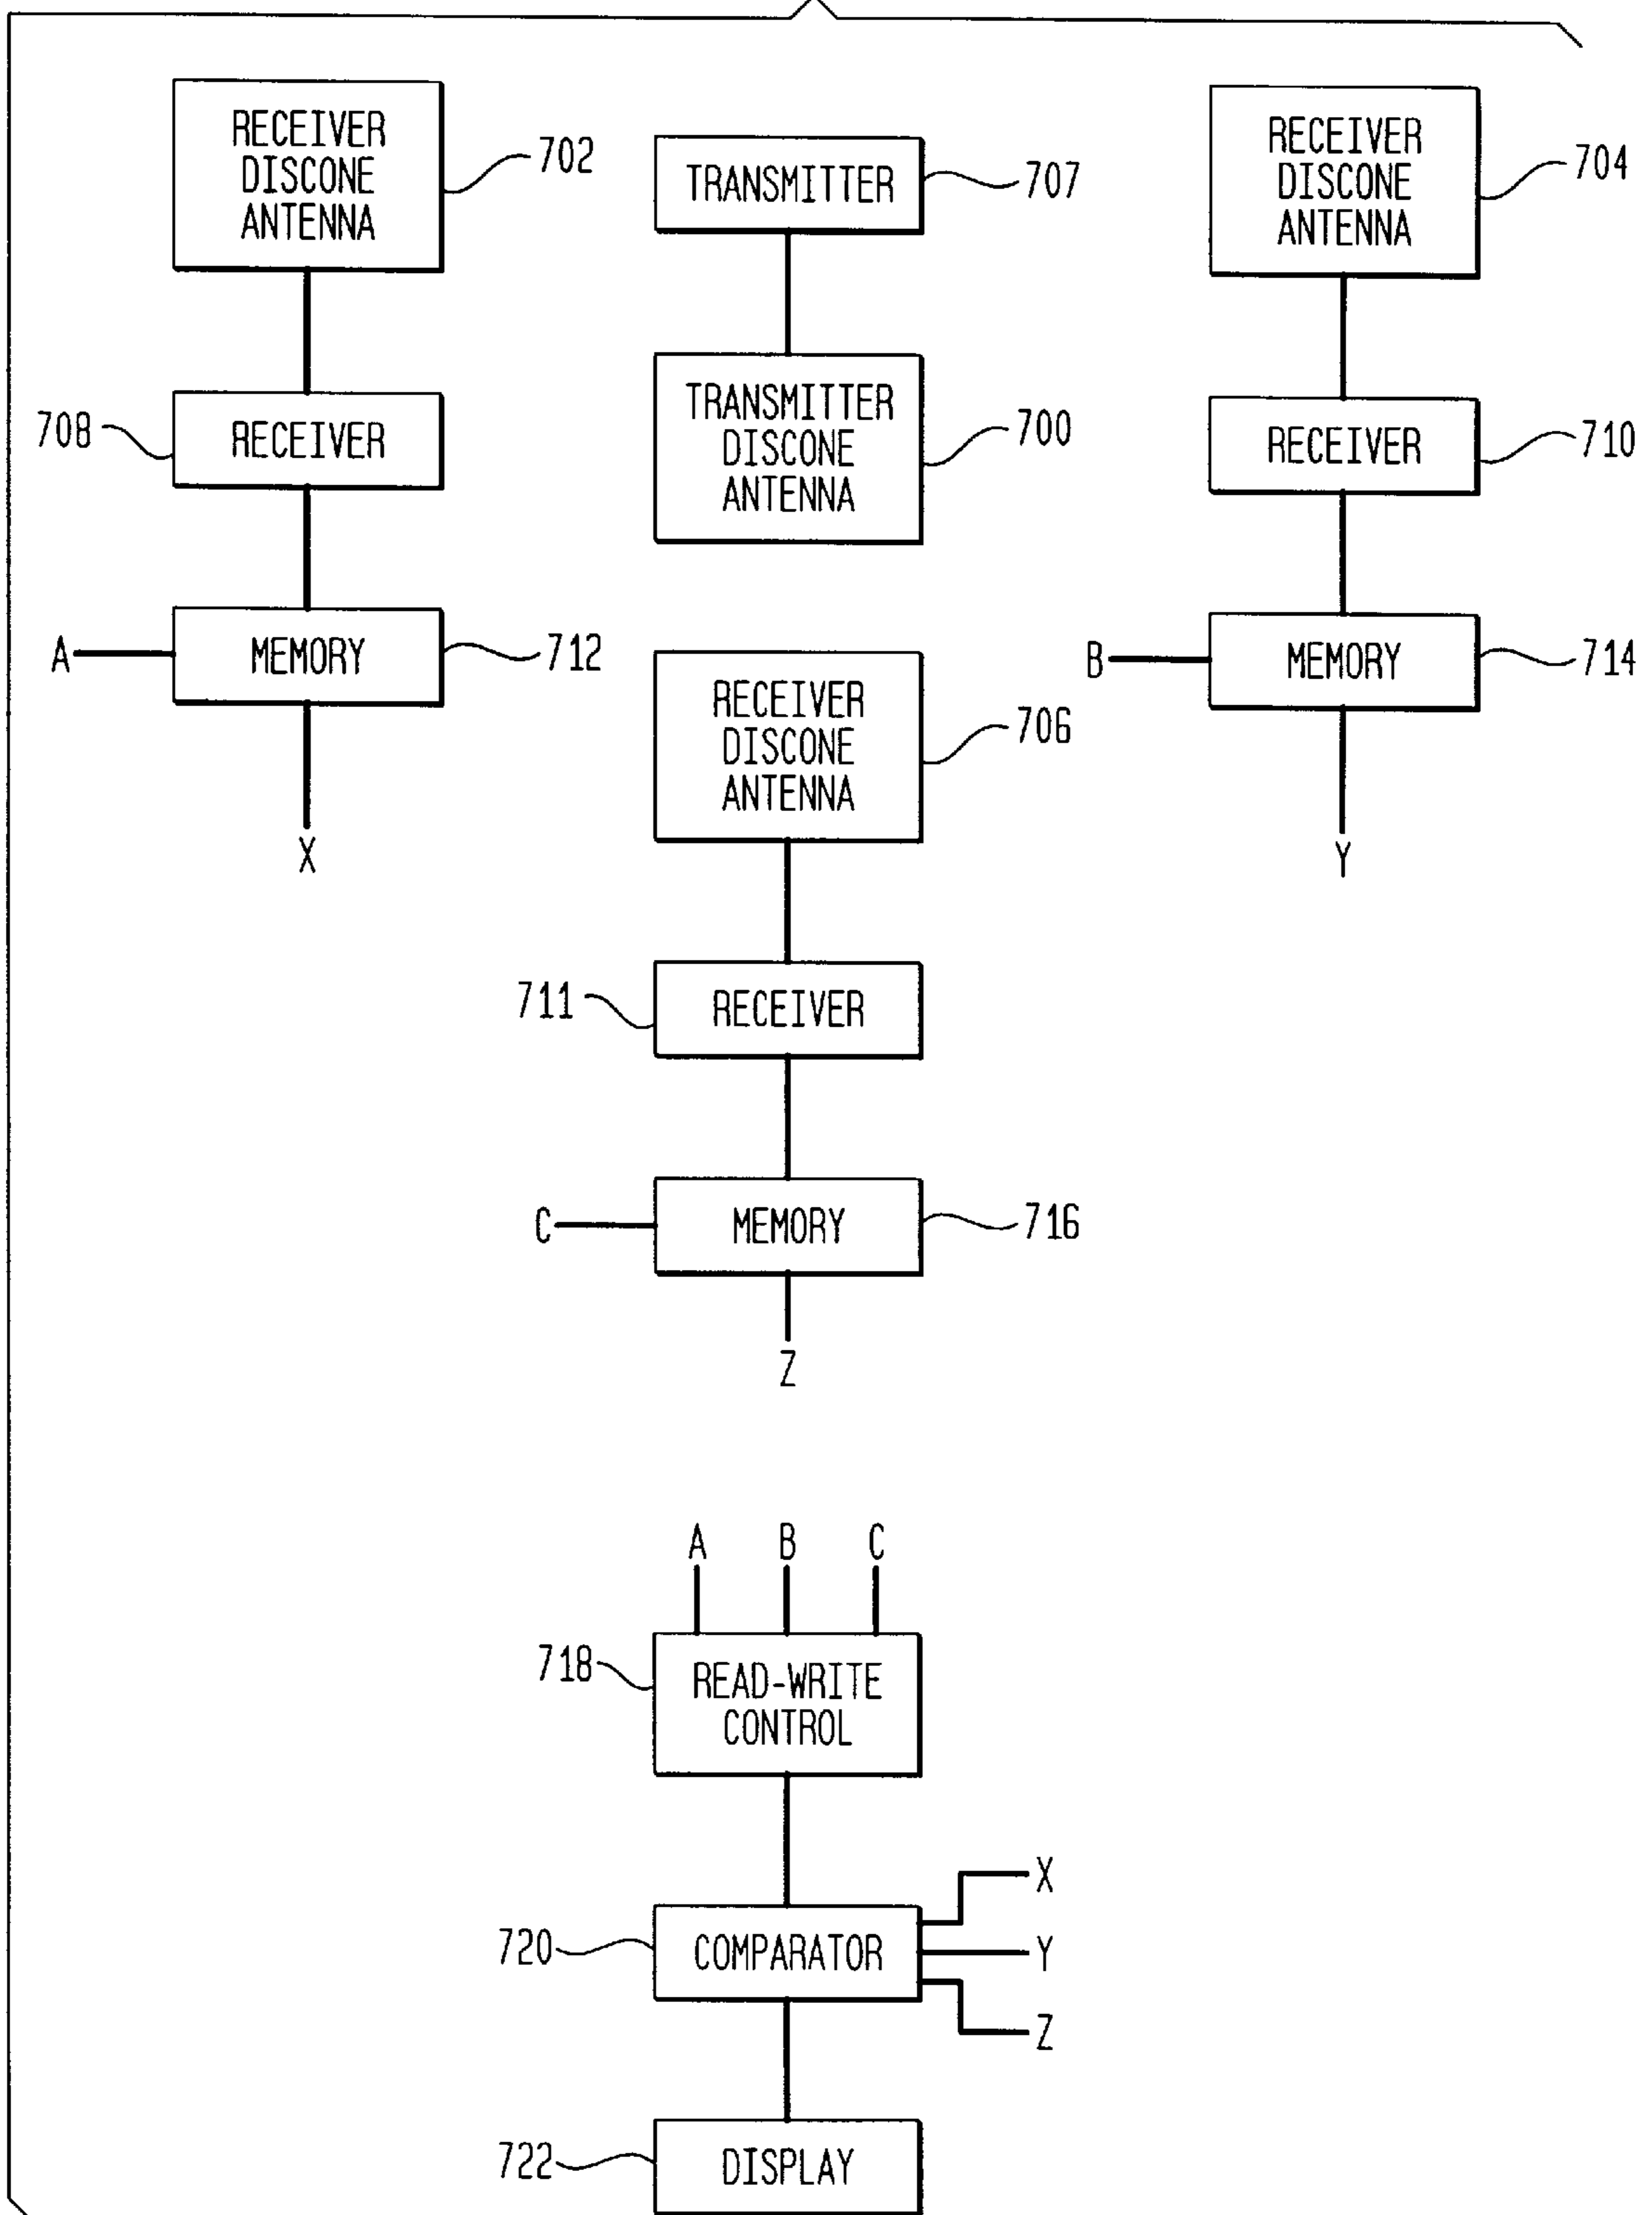 RECEIVER
DISCONE
ANTENNA
702
TRANSMITTER
707
RECEIVER
DISCONE
ANTENNA
704
708
RECEIVER
TRANSMITTER
DISCONE
ANTENNA
700
RECEIVER
710
A
MEMORY
712
X
B
MEMORY
714
Y
RECEIVER
DISCONE
ANTENNA
706
711
RECEIVER
C
MEMORY
716
Z
A B C
718
READ-WRITE
CONTROL
720
COMPARATOR
X
Y
Z
722
DISPLAY